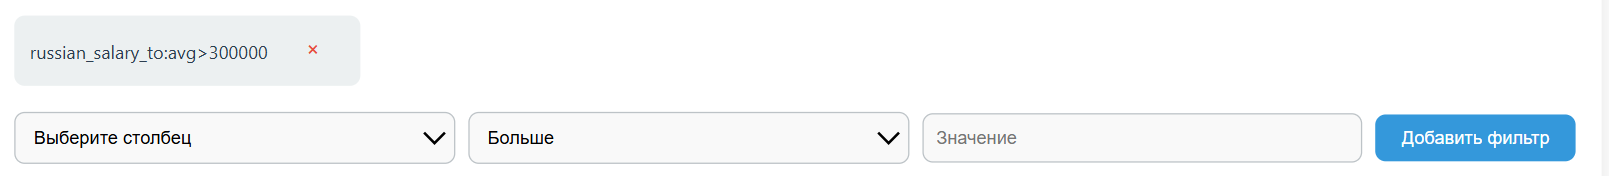 russian_salary_to:avg>300000 ×
Выберите столбец Больше Значение Добавить фильтр